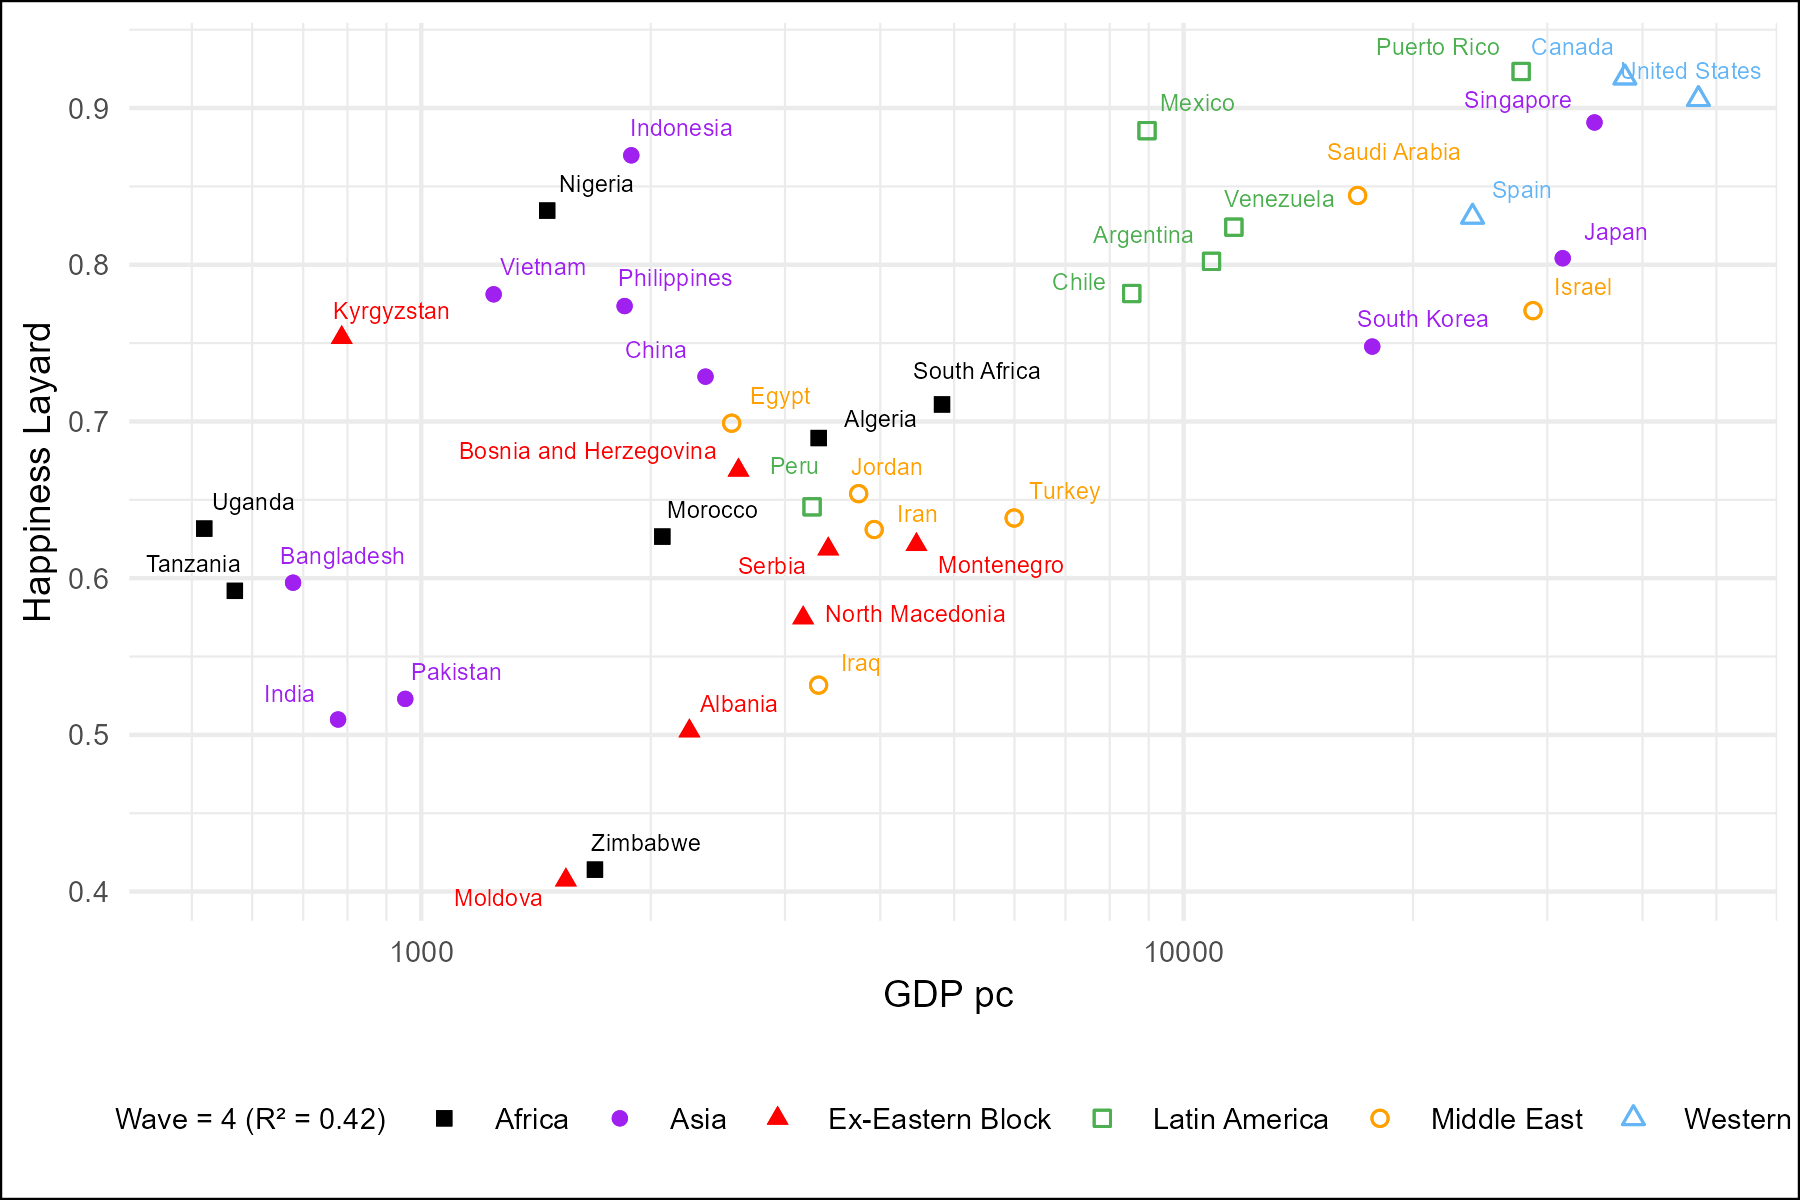 Puerto Rico
Canada
United States
Singapore
Mexico
0.9
Indonesia
Saudi Arabia
Nigeria
Spain
Venezuela
Argentina
Japan
0.8
Vietnam
Philippines
Chile
Israel
Kyrgyzstan
South Korea
China
South Africa
Egypt
0.7
Algeria
Bosnia and Herzegovina
Peru
Jordan
Turkey
Uganda
Morocco
Iran
Tanzania
Bangladesh
Serbia
Montenegro
0.6
North Macedonia
Iraq
Pakistan
India
Albania
0.5
Zimbabwe
0.4
Moldova
Happiness Layard
1000
10000
GDP pc
Wave = 4 (R² = 0.42) Africa Asia Ex-Eastern Block Latin America Middle East Western